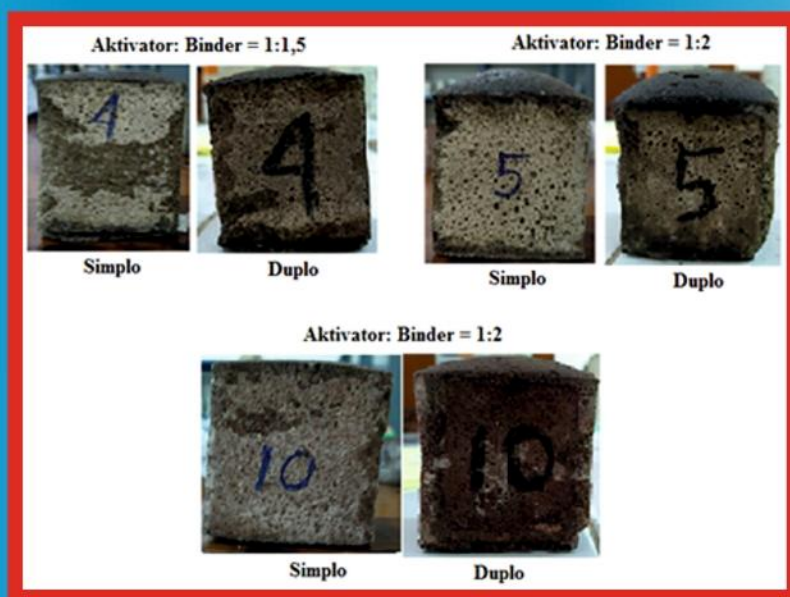 Aktivator: Binder = 1:1,5
Aktivator: Binder = 1:2
4
4
5
5
Simplo
Duplo
Simplo
Duplo
Aktivator: Binder = 1:2
10
10
Simplo
Duplo